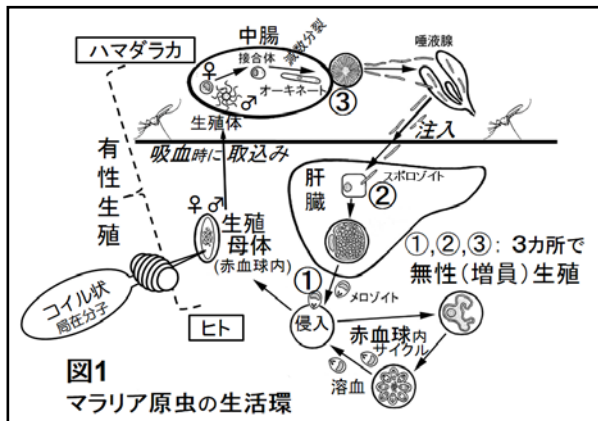 ハマダラカ
中腸
接合体
減数分裂
♀
♂
オーキネート
③
唾液腺
生殖体
注入
吸血時に取込み
有性生殖
肝臓
スポロゾイト
②
♀♂
生殖
母体
(赤血球内)
①,②,③: 3カ所で
無性(増員)生殖
コイル状
局在分子
①
メロゾイト
侵入
赤血球内
サイクル
ヒト
溶血
図1
マラリア原虫の生活環